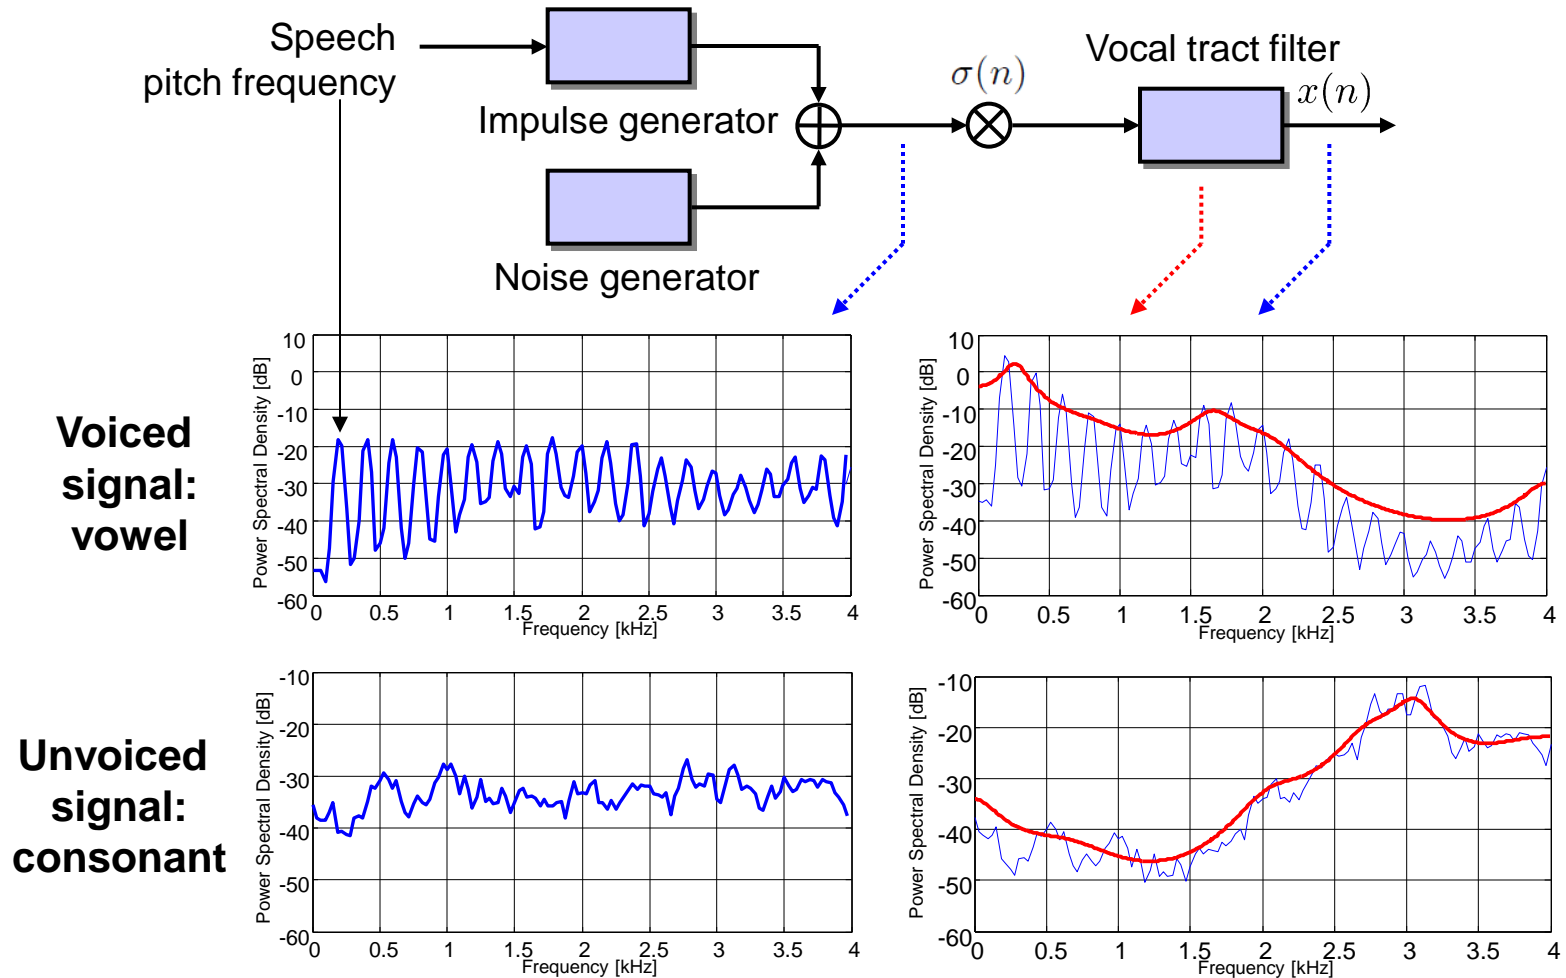 Speech
pitch frequency
Impulse generator
Noise generator
σ(n)
Vocal tract filter
x(n)
Voiced
signal:
vowel
Power Spectral Density [dB]
10
0
-10
-20
-30
-40
-50
-60
0 0.5 1 1.5 2 2.5 3 3.5 4
Frequency [kHz]
Power Spectral Density [dB]
10
0
-10
-20
-30
-40
-50
-60
0 0.5 1 1.5 2 2.5 3 3.5 4
Frequency [kHz]
Unvoiced
signal:
consonant
Power Spectral Density [dB]
-10
-20
-30
-40
-50
-60
0 0.5 1 1.5 2 2.5 3 3.5 4
Frequency [kHz]
Power Spectral Density [dB]
-10
-20
-30
-40
-50
-60
0 0.5 1 1.5 2 2.5 3 3.5 4
Frequency [kHz]